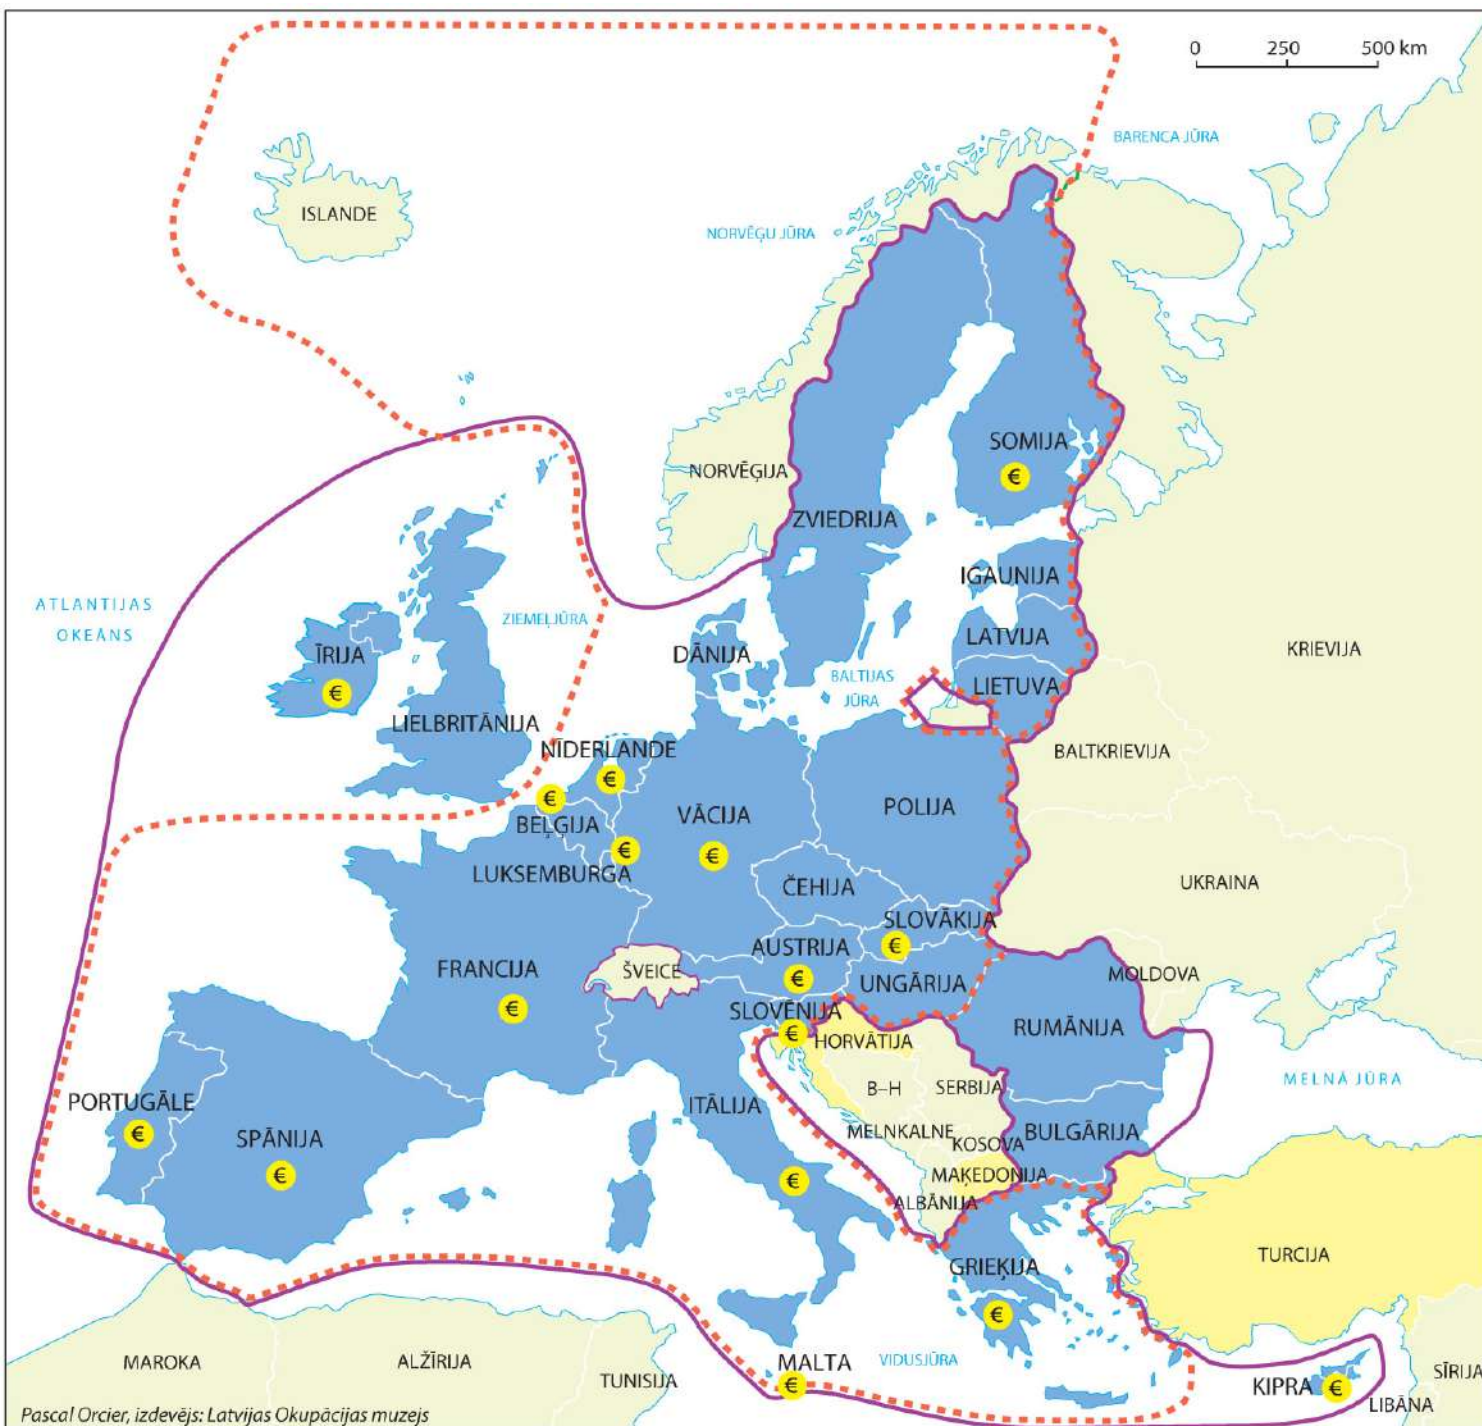 0 250 500 km
BARENCA JŪRA
ISLANDE
NORVĒĢU JŪRA
SOMIJA
€
NORVĒĢIJA
ZVIEDRIJA
IGAUNIJA
ATLANTIJAS
OKEĀNS
ZIEMEĻJŪRA
LATVIJA
KRIEVIJA
ĪRIJA
€
DĀNIJA
BALTIJAS
JŪRA
LIETUVA
LIELBRITĀNIJA
NĪDERLANDE
€
BALTKRIEVIJA
€
BEĻĢIJA
VĀCIJA
€
POLIJA
LUKSEMBURGA
€
ČEHIJA
UKRAINA
SLOVĀKIJA
€
AUSTRIJA
€
FRANCIJA
€
ŠVEICE
UNGĀRIJA
MOLDOVA
SLOVĒNIJA
€
HORVĀTIJA
RUMĀNIJA
B–H
SERBIJA
MELNĀ JŪRA
PORTUGĀLE
€
SPĀNIJA
€
ITĀLIJA
€
MELNKALNE
KOSOVA
BULGĀRIJA
MAĶEDONIJA
ALBĀNIJA
GRIEĶIJA
€
TURCIJA
MAROKA
ALŽĪRIJA
TUNISIJA
MALTA
€
VIDUSJŪRA
KIPRA
€
SĪRIJA
LIBĀNA
Pascal Orcier, izdevējs: Latvijas Okupācijas muzejs